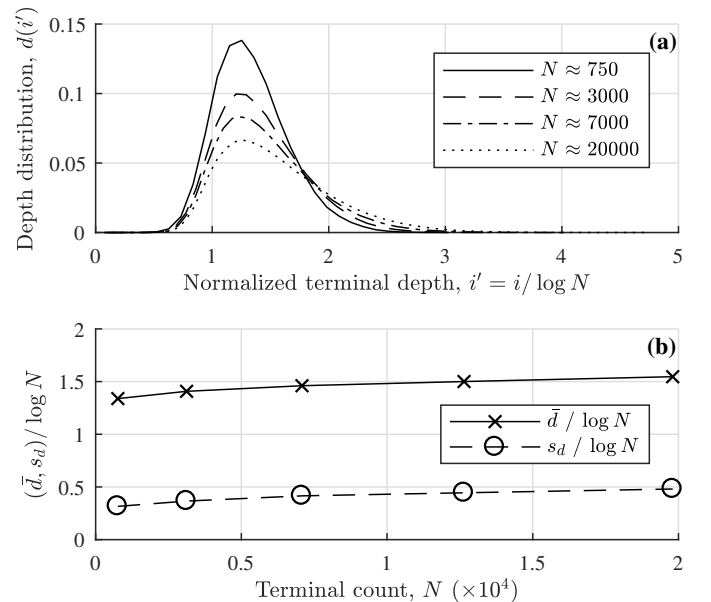 (a)
Depth distribution, d(i′)
0.15
0.1
0.05
0
N ≈ 750
N ≈ 3000
N ≈ 7000
N ≈ 20000
0 1 2 3 4 5
Normalized terminal depth, i′ = i/ log N
(b)
(d̄, s_d)/ log N
2
1.5
1
0.5
0
d̄ / log N
s_d / log N
0 0.5 1 1.5 2
Terminal count, N (×10⁴)